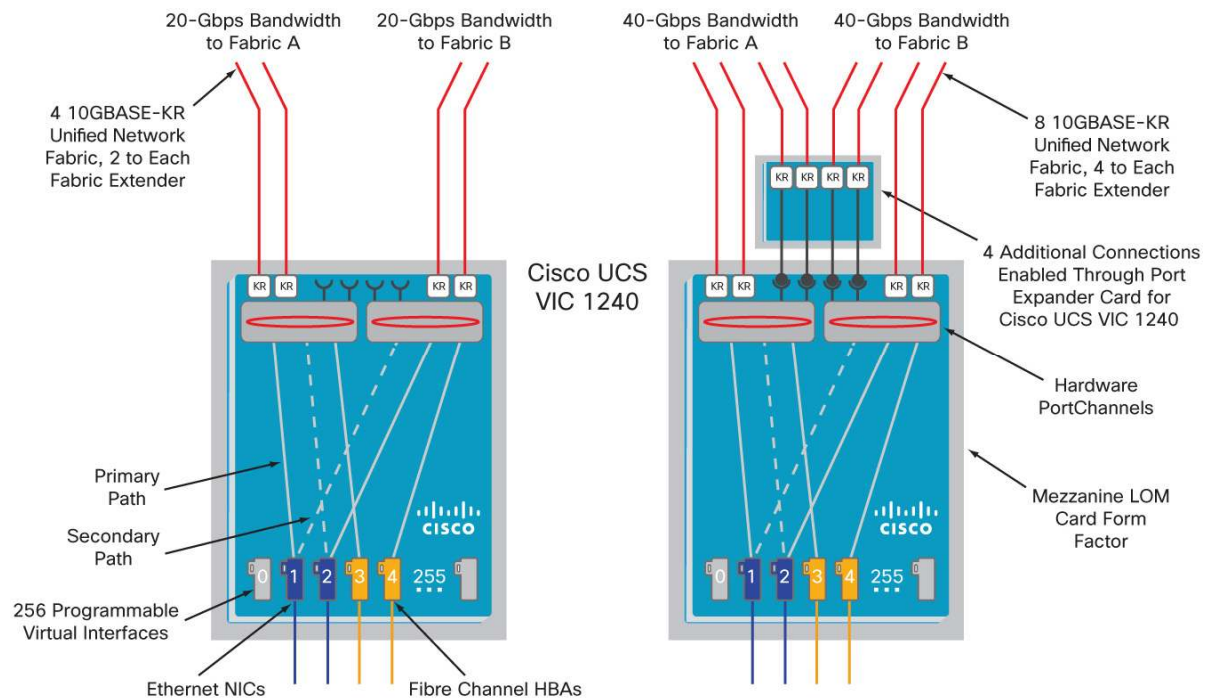 20-Gbps Bandwidth
to Fabric A
20-Gbps Bandwidth
to Fabric B
40-Gbps Bandwidth
to Fabric A
40-Gbps Bandwidth
to Fabric B
4 10GBASE-KR
Unified Network
Fabric, 2 to Each
Fabric Extender
8 10GBASE-KR
Unified Network
Fabric, 4 to Each
Fabric Extender
KR KR KR KR
4 Additional Connections
Enabled Through Port
Expander Card for
Cisco UCS VIC 1240
Cisco UCS
VIC 1240
KR KR KR KR
KR KR KR KR
Hardware
PortChannels
Primary
Path
Secondary
Path
Mezzanine LOM
Card Form
Factor
CISCO
CISCO
0 1 2 3 4 255
0 1 2 3 4 255
256 Programmable
Virtual Interfaces
Ethernet NICs
Fibre Channel HBAs